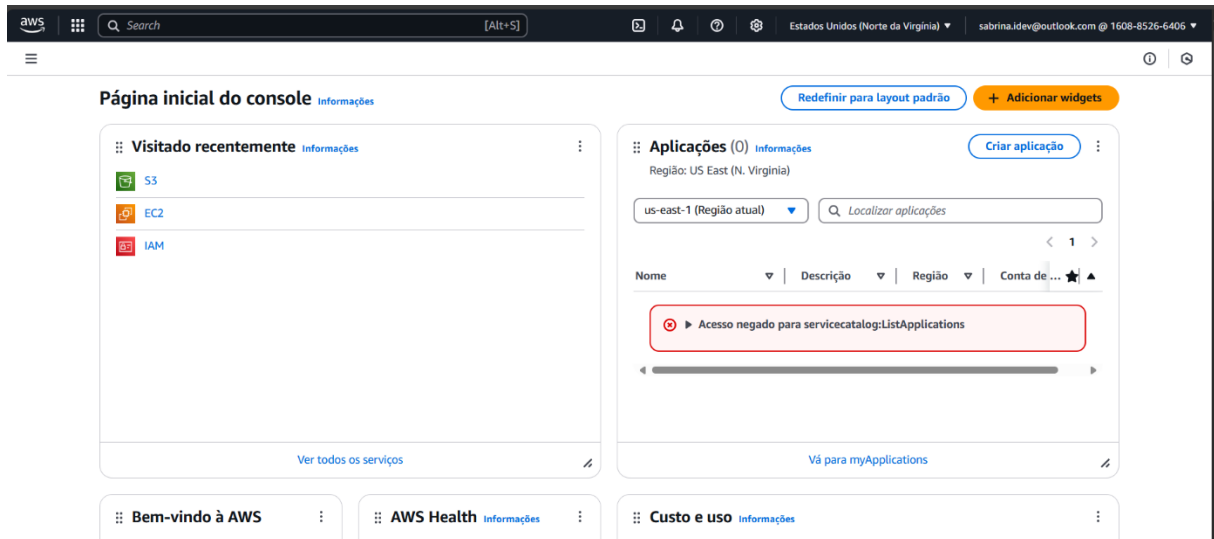 aws
Search [Alt+S]
Estados Unidos (Norte da Virgínia)
sabrina.idev@outlook.com @ 1608-8526-6406
Página inicial do console Informações
Redefinir para layout padrão
+ Adicionar widgets
Visitado recentemente Informações
S3
EC2
IAM
Ver todos os serviços
Aplicações (0) Informações
Criar aplicação
Região: US East (N. Virginia)
us-east-1 (Região atual)
Localizar aplicações
1
Nome Descrição Região Conta de ...
Acesso negado para servicecatalog:ListApplications
Vá para myApplications
Bem-vindo à AWS
AWS Health Informações
Custo e uso Informações